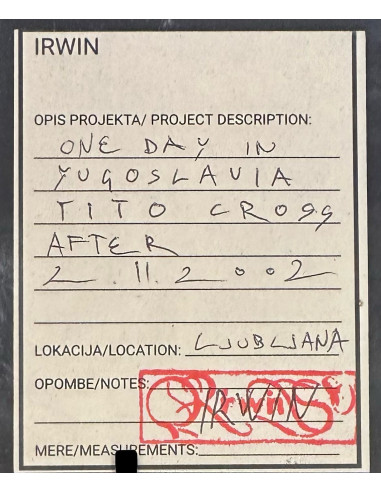 IRWIN
OPIS PROJEKTA/ PROJECT DESCRIPTION:
ONE DAY IN
YUGOSLAVIA
TITO CROSS
AFTER
2.11.2002
LOKACIJA/LOCATION: LJUBLJANA
OPOMBE/NOTES:
IRWIN
MERE/MEASUREMENTS: